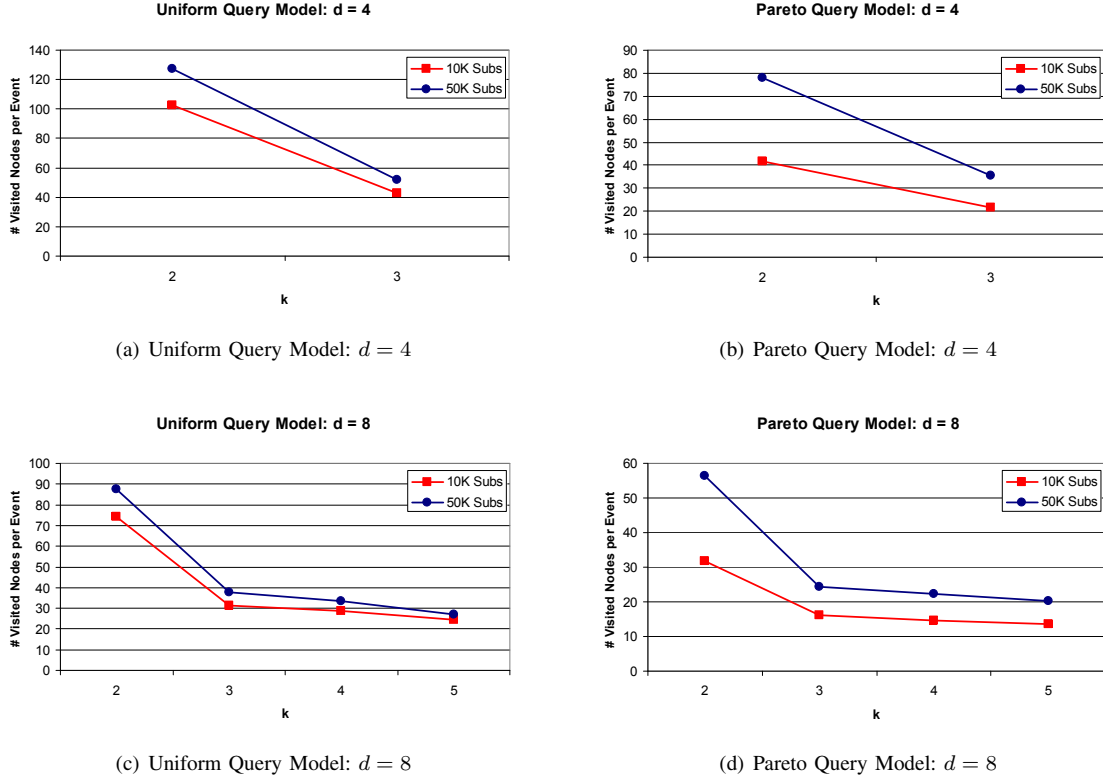 Uniform Query Model: d = 4
# Visited Nodes per Event
140
120
100
80
60
40
20
0
10K Subs
50K Subs
2
3
k
(a) Uniform Query Model: d = 4
Pareto Query Model: d = 4
# Visited Nodes per Event
90
80
70
60
50
40
30
20
10
0
10K Subs
50K Subs
2
3
k
(b) Pareto Query Model: d = 4
Uniform Query Model: d = 8
# Visited Nodes per Event
100
90
80
70
60
50
40
30
20
10
0
10K Subs
50K Subs
2
3
4
5
k
(c) Uniform Query Model: d = 8
Pareto Query Model: d = 8
# Visited Nodes per Event
60
50
40
30
20
10
0
10K Subs
50K Subs
2
3
4
5
k
(d) Pareto Query Model: d = 8